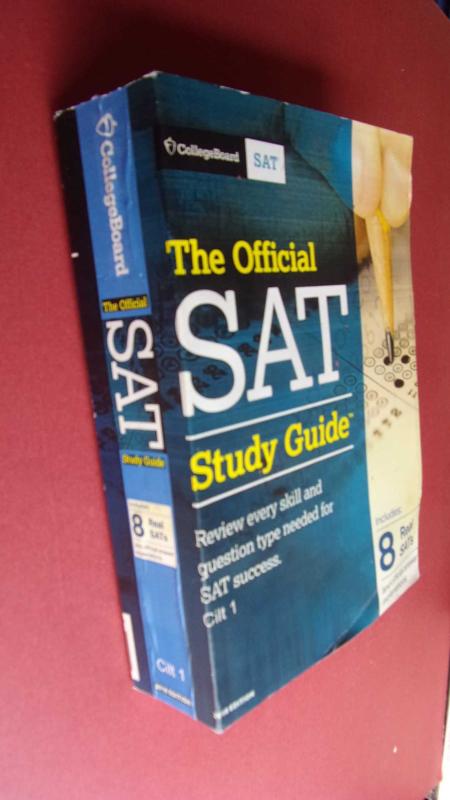 CollegeBoard
The Official
SAT
Study Guide
8 Real
SATs
Cilt 1
CollegeBoard SAT
The Official
SAT
Study Guide™
Review every skill and
question type needed for
SAT success.
Cilt 1
EDITION
Includes:
8 Real
SATs